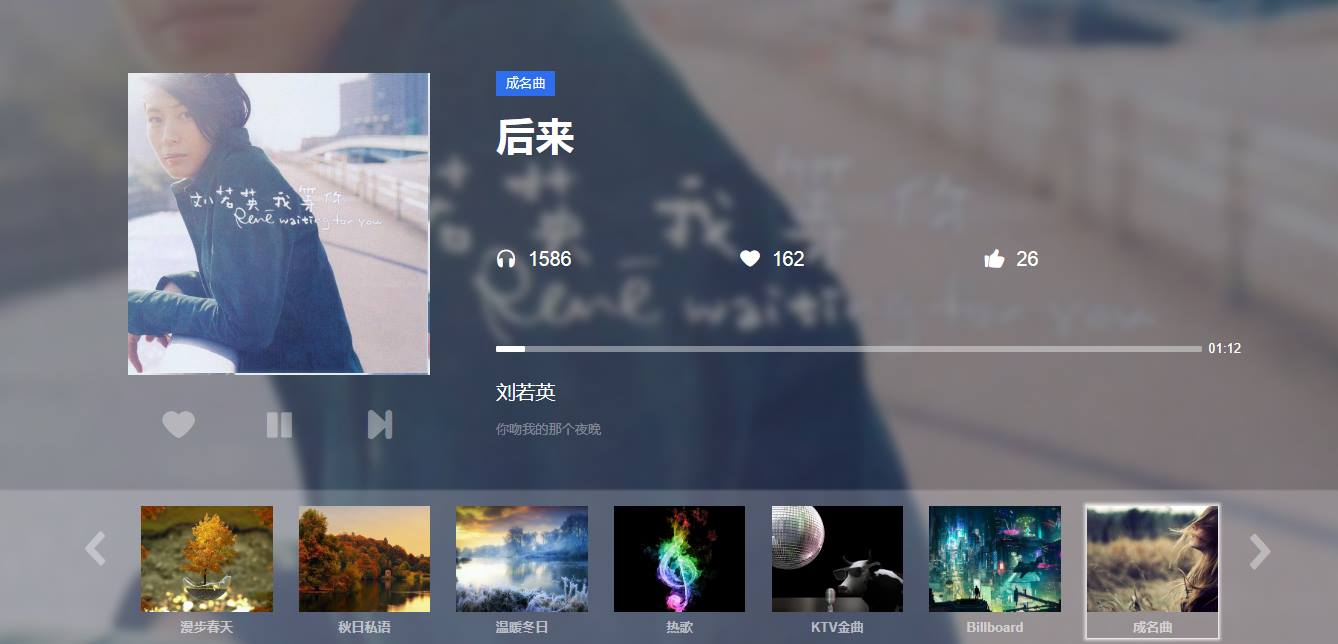 成名曲
后来
刘若英_我等你
René waiting for you
1586
162
26
01:12
刘若英
你吻我的那个夜晚
漫步春天
秋日私语
温暖冬日
热歌
KTV金曲
Billboard
成名曲